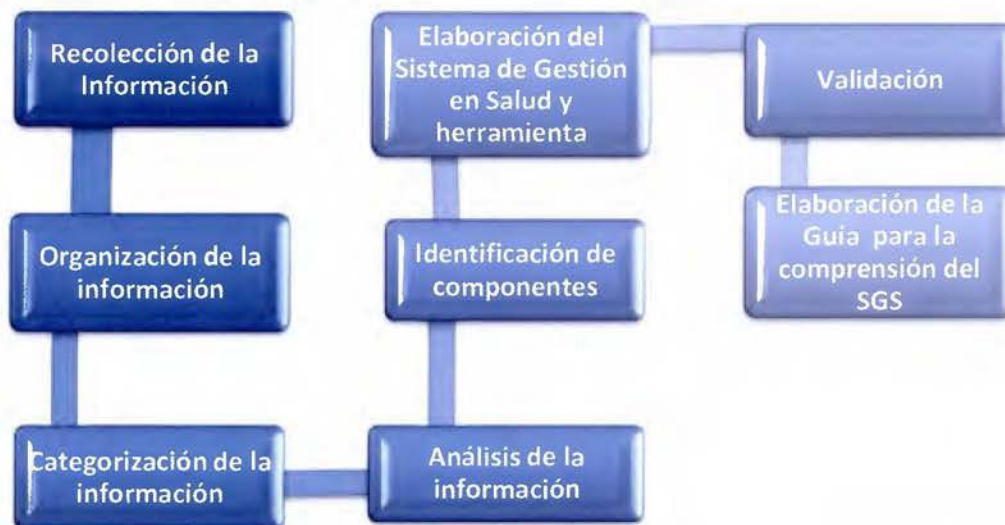 Recolección de la
Información
Organización de la
información
Categorización de la
información
Análisis de la
información
Identificación de
componentes
Elaboración del
Sistema de Gestión
en Salud y
herramienta
Validación
Elaboración de la
Guía para la
comprensión del
SGS